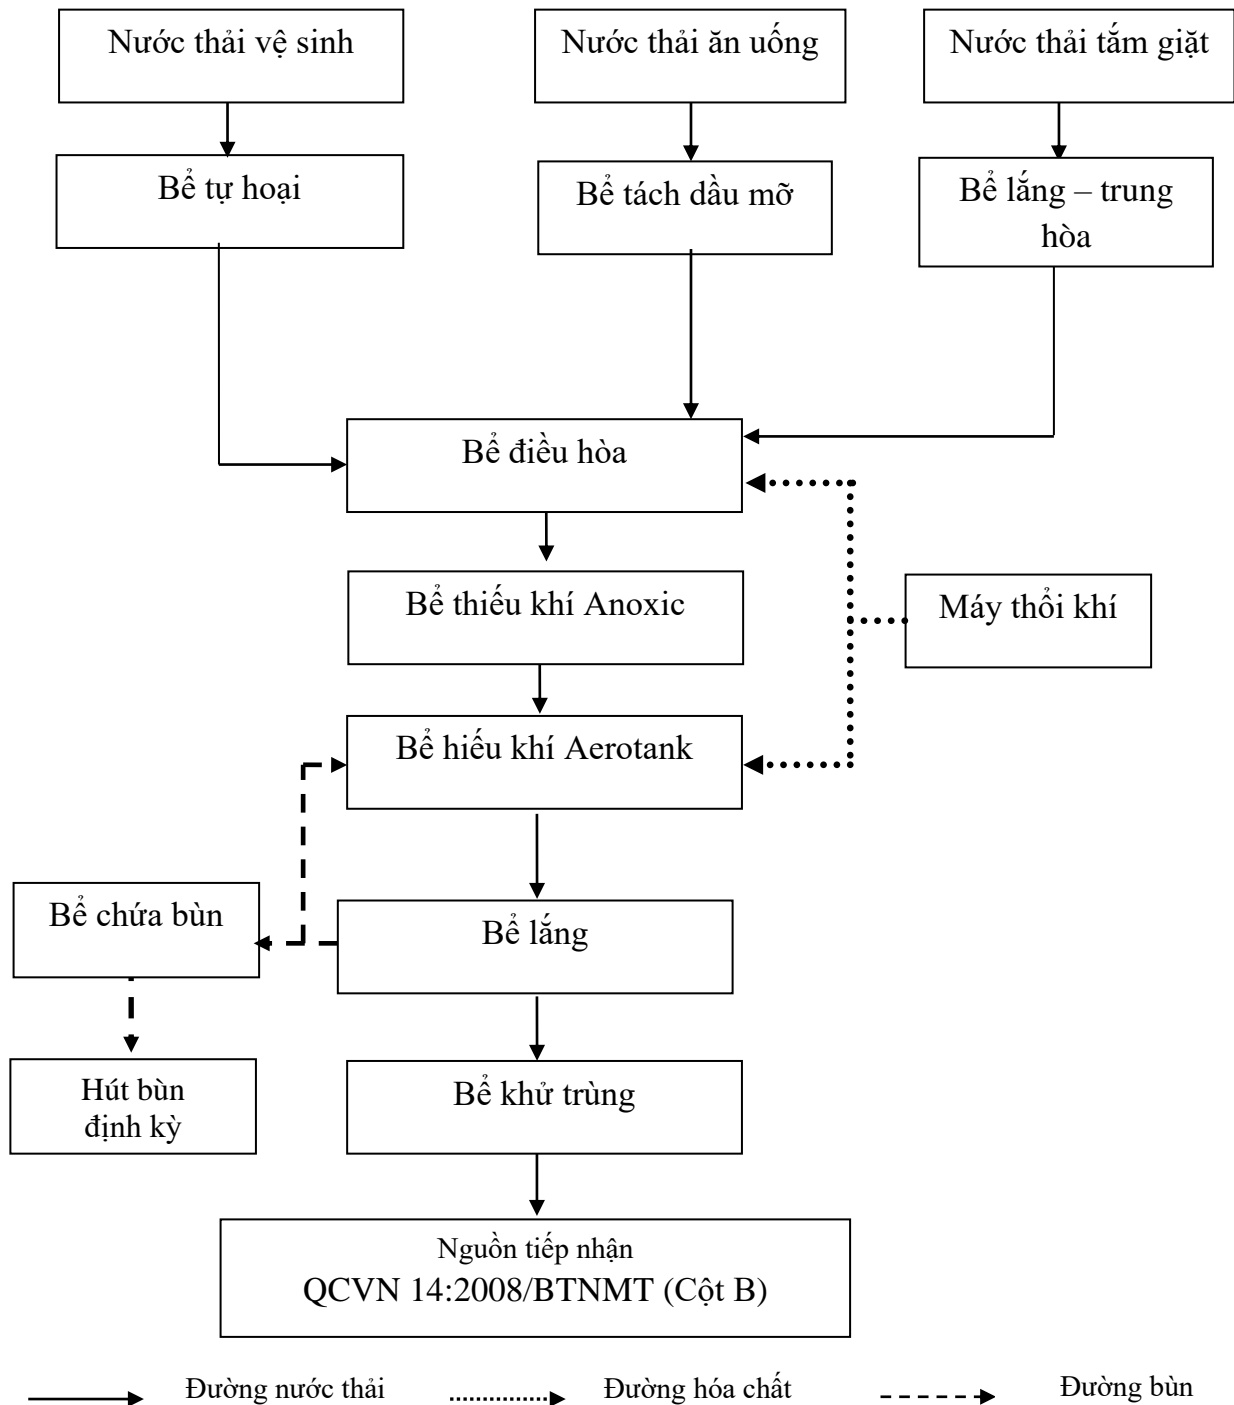 Nước thải vệ sinh
Nước thải ăn uống
Nước thải tắm giặt
Bể tự hoại
Bể tách dầu mỡ
Bể lắng – trung
hòa
Bể điều hòa
Bể thiếu khí Anoxic
Máy thổi khí
Bể hiếu khí Aerotank
Bể chứa bùn
Bể lắng
Hút bùn
định kỳ
Bể khử trùng
Nguồn tiếp nhận
QCVN 14:2008/BTNMT (Cột B)
Đường nước thải
Đường hóa chất
Đường bùn